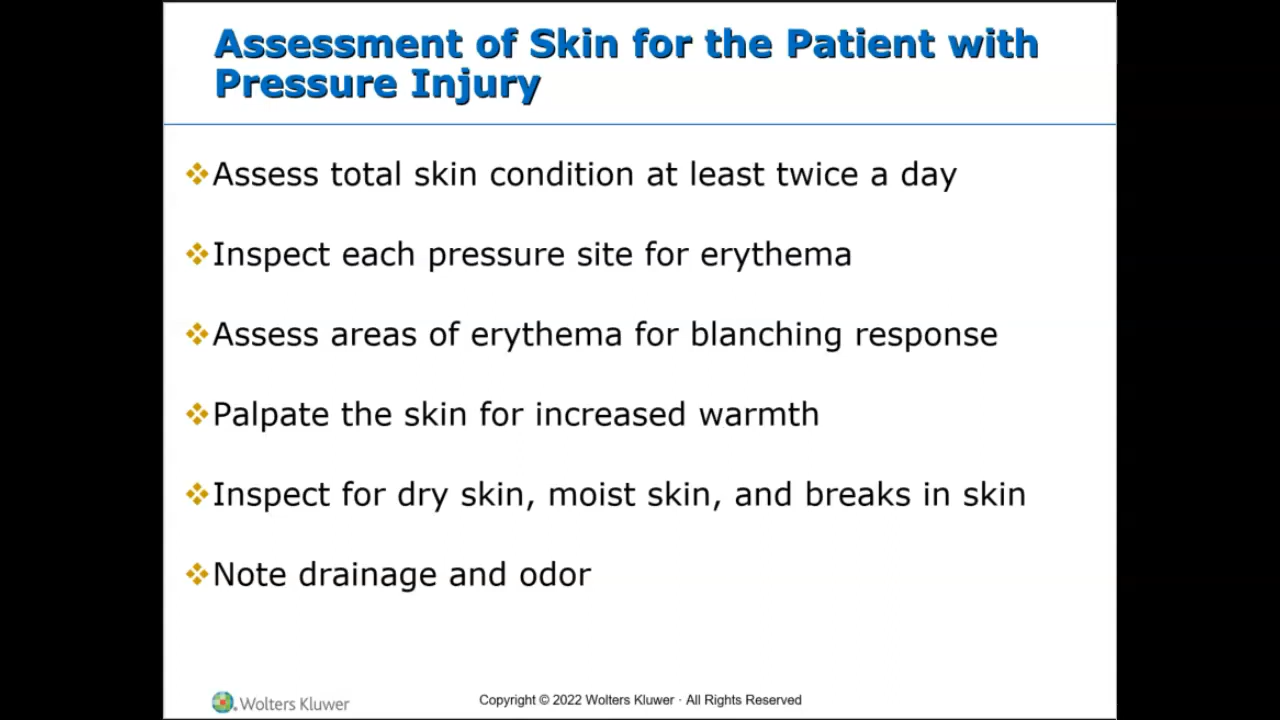 Assessment of Skin for the Patient with
Pressure Injury
Assess total skin condition at least twice a day
Inspect each pressure site for erythema
Assess areas of erythema for blanching response
Palpate the skin for increased warmth
Inspect for dry skin, moist skin, and breaks in skin
Note drainage and odor
Wolters Kluwer
Copyright © 2022 Wolters Kluwer · All Rights Reserved